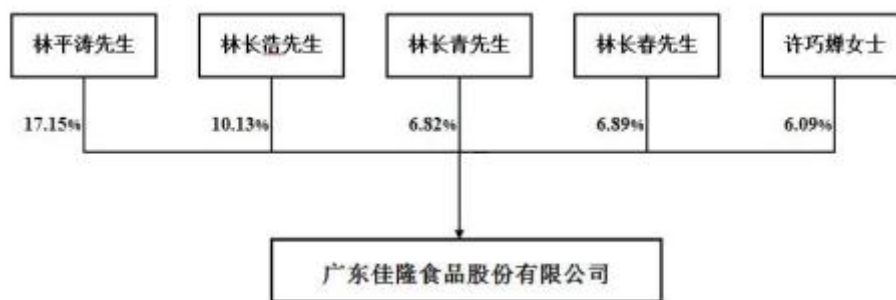 林平涛先生 林长浩先生 林长青先生 林长春先生 许巧婵女士
17.15% 10.13% 6.82% 6.89% 6.09%
广东佳隆食品股份有限公司